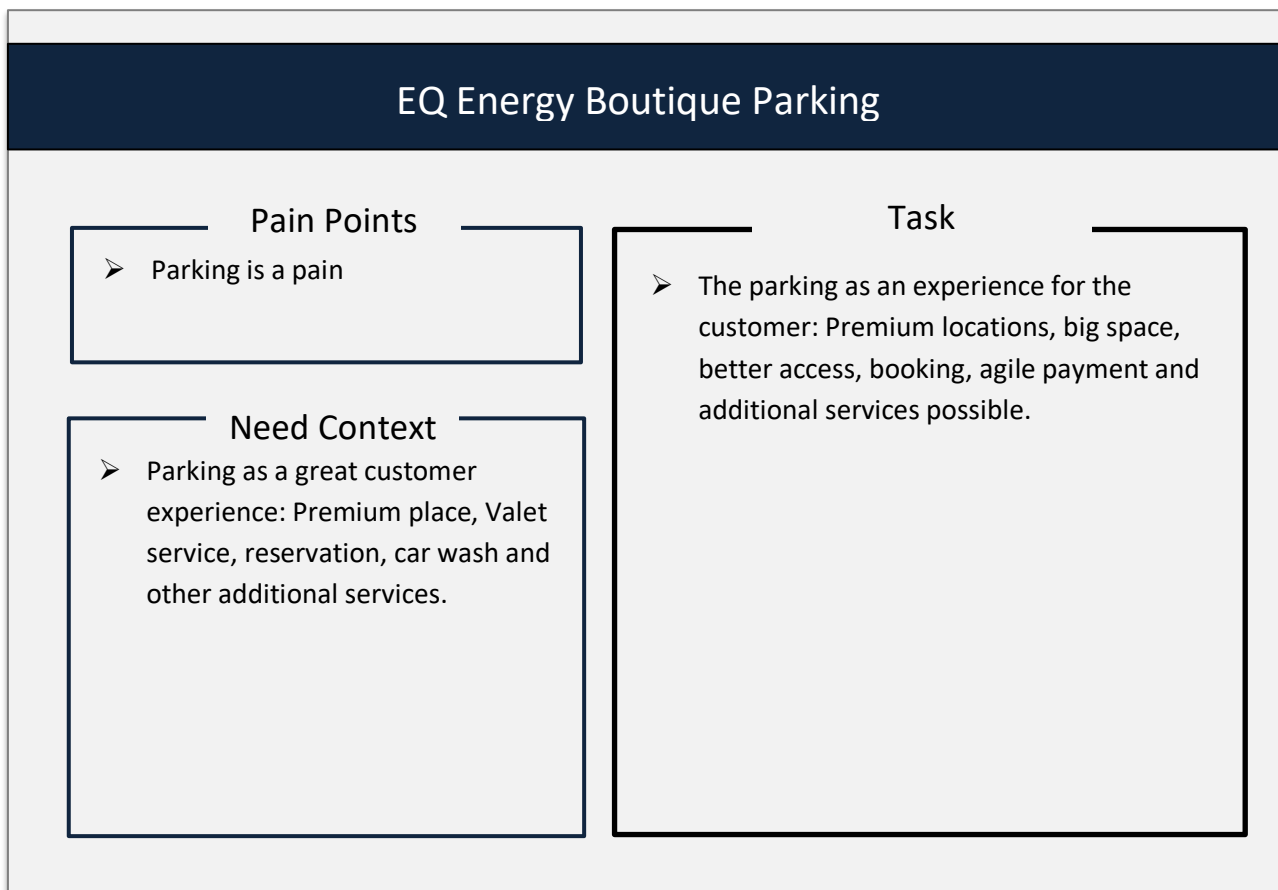 EQ Energy Boutique Parking
Pain Points
➢ Parking is a pain
Need Context
➢ Parking as a great customer
experience: Premium place, Valet
service, reservation, car wash and
other additional services.
Task
➢ The parking as an experience for the
customer: Premium locations, big space,
better access, booking, agile payment and
additional services possible.